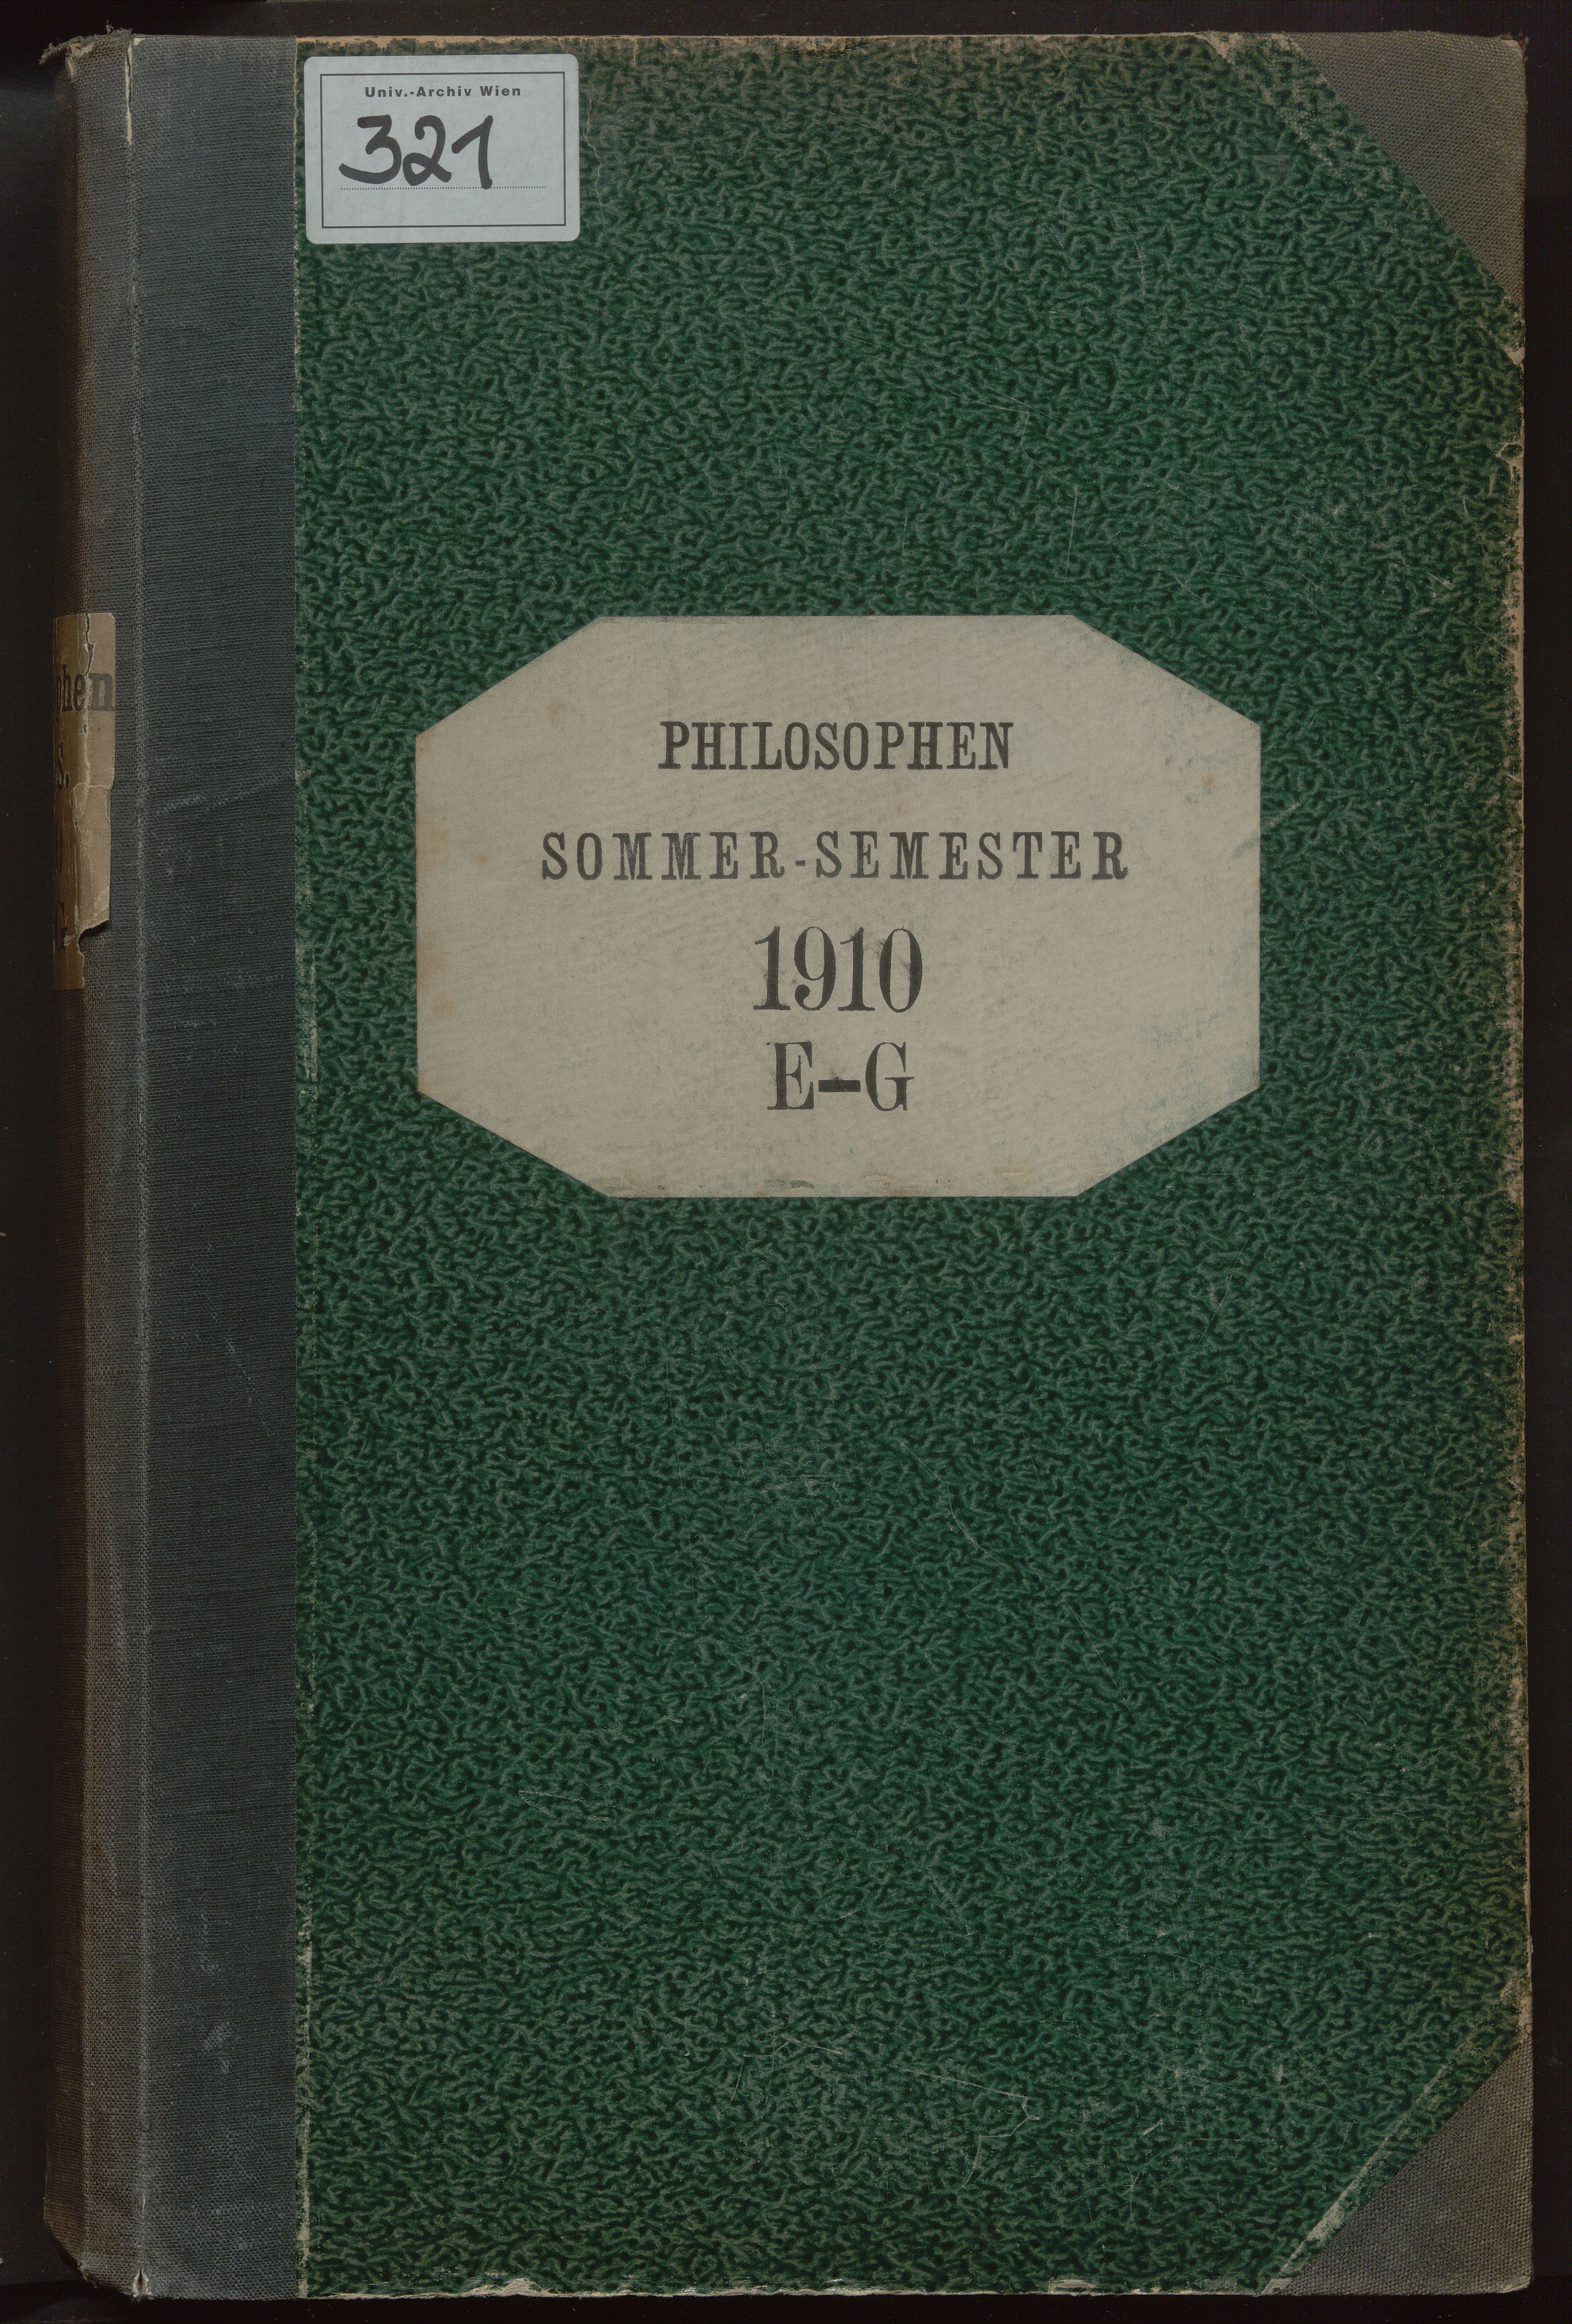 Univ.-Archiv Wien
321
PHILOSOPHEN
SOMMER-SEMESTER
1910
E-G